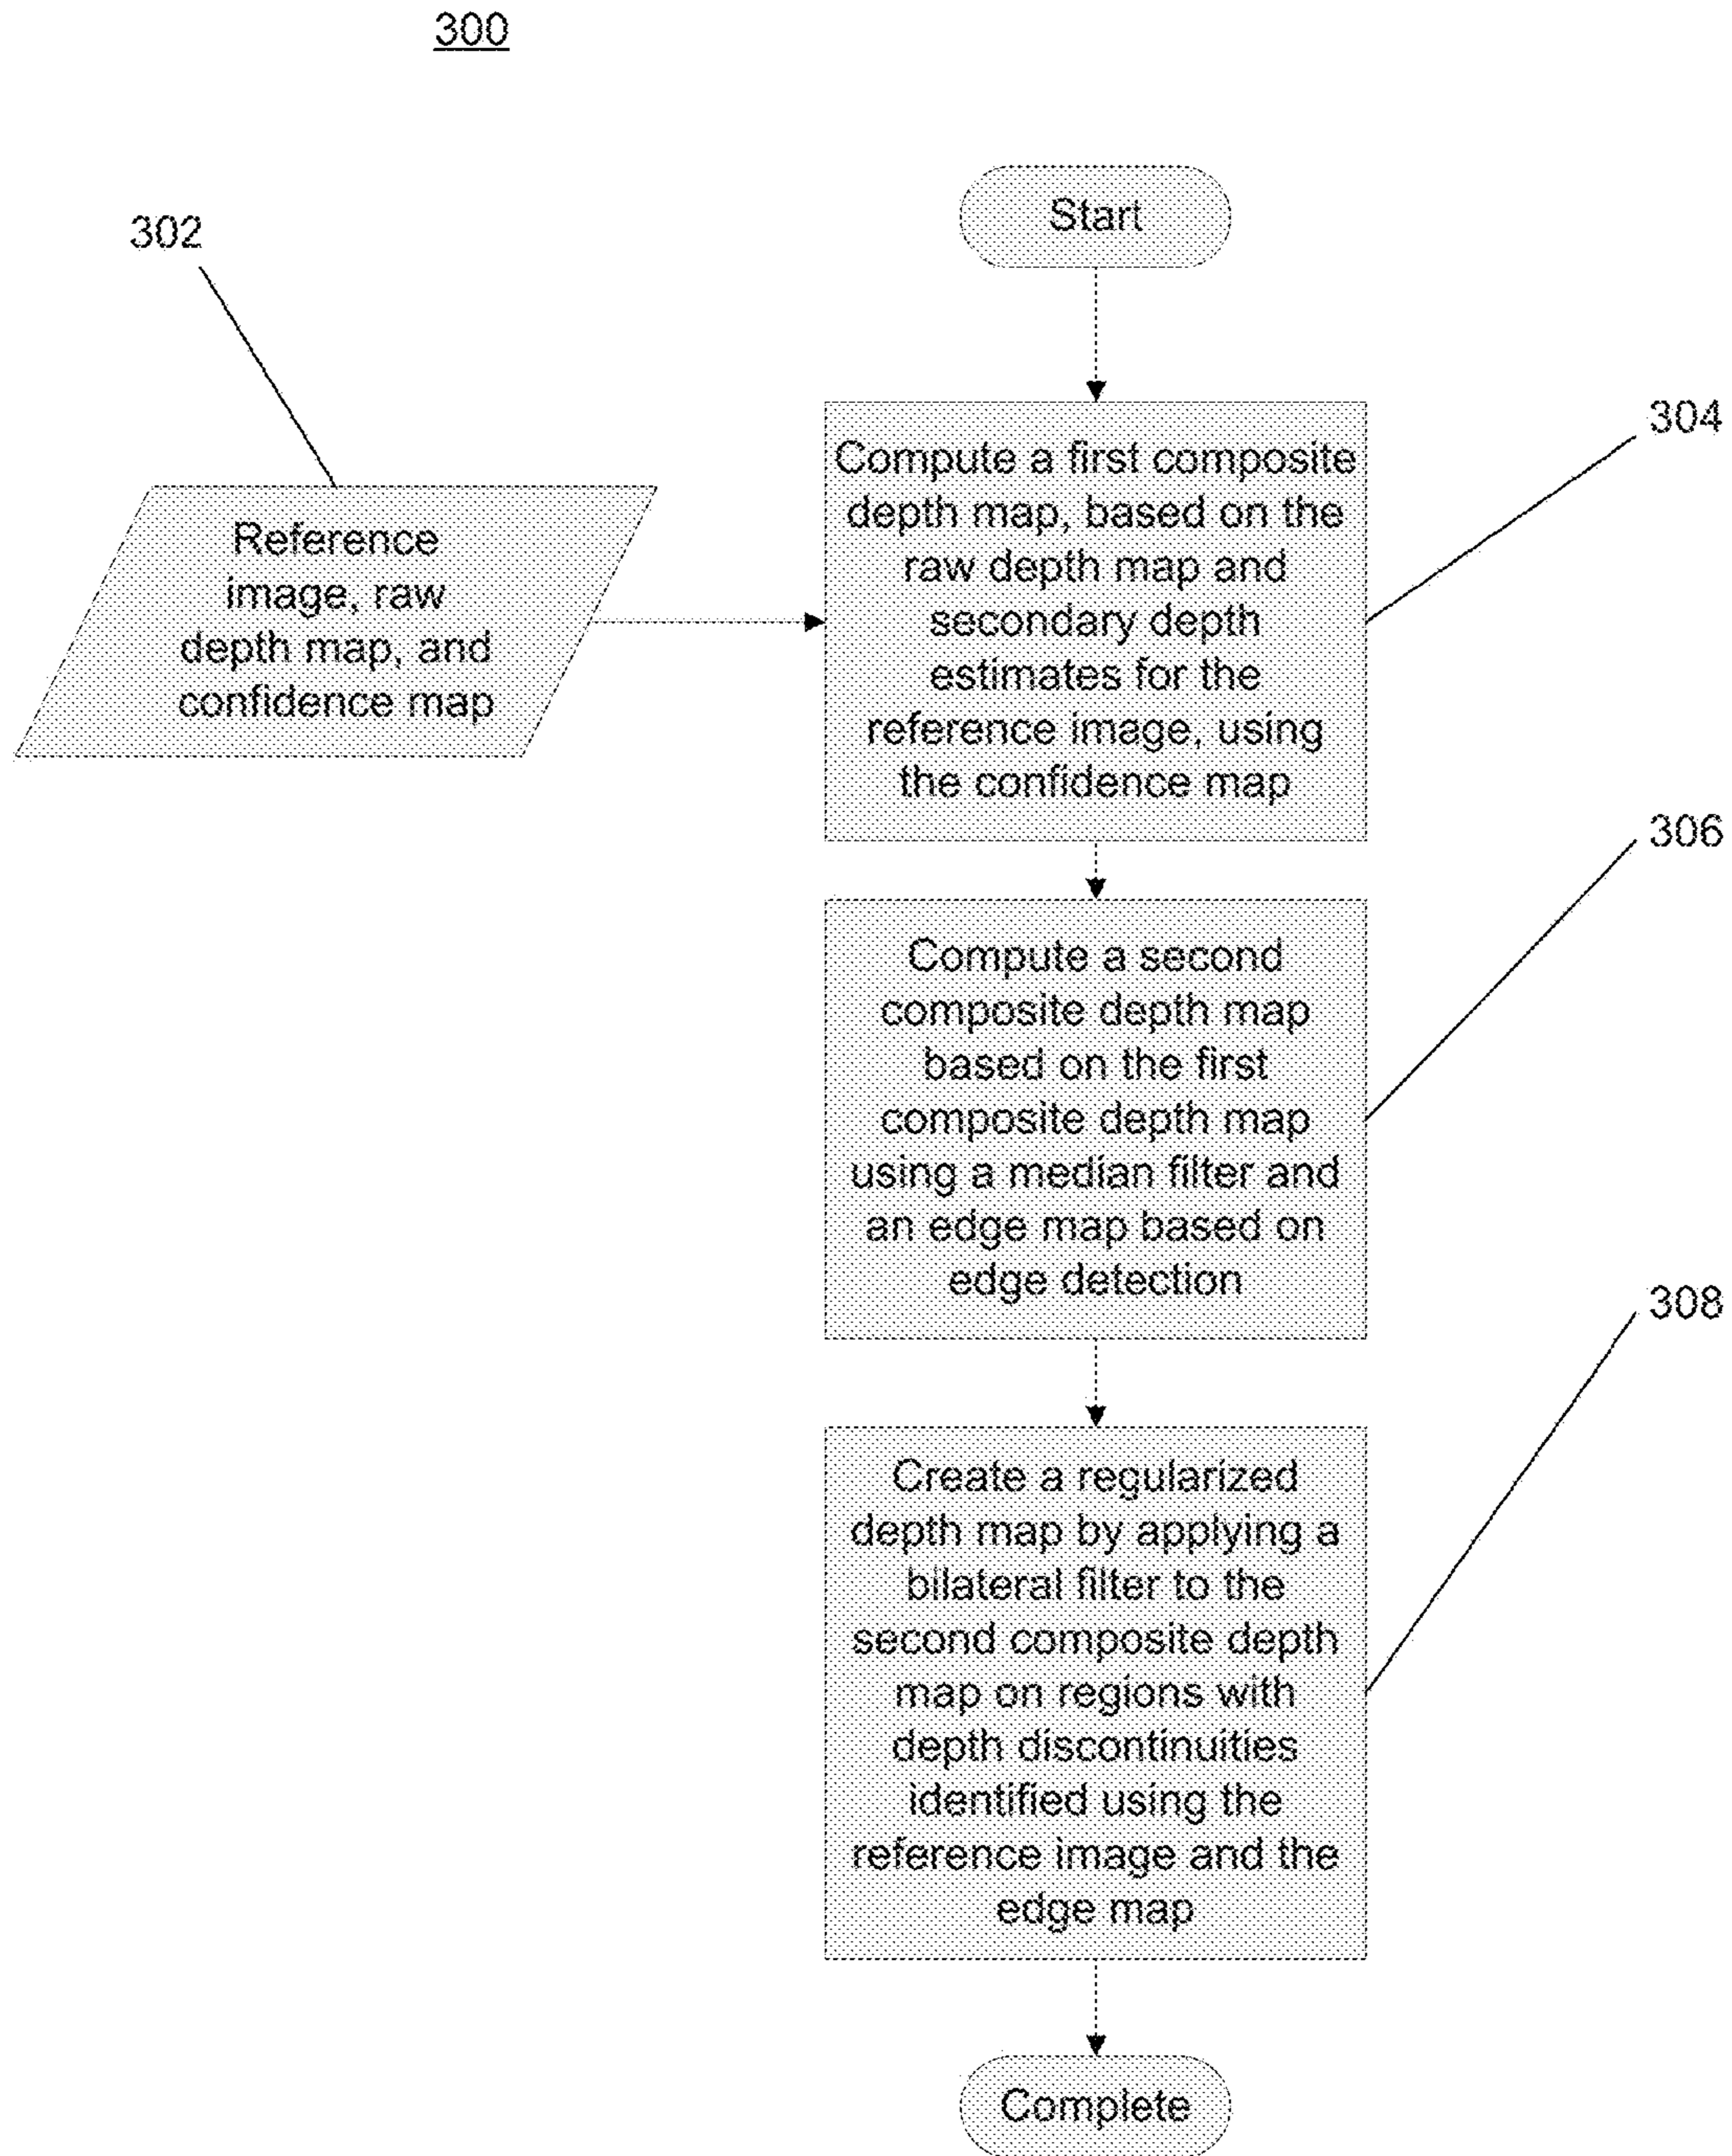 300
Start
302
304
Reference
image, raw
depth map, and
confidence map
Compute a first composite
depth map, based on the
raw depth map and
secondary depth
estimates for the
reference image, using
the confidence map
306
Compute a second
composite depth map
based on the first
composite depth map
using a median filter and
an edge map based on
edge detection
308
Create a regularized
depth map by applying a
bilateral filter to the
second composite depth
map on regions with
depth discontinuities
identified using the
reference image and the
edge map
Complete